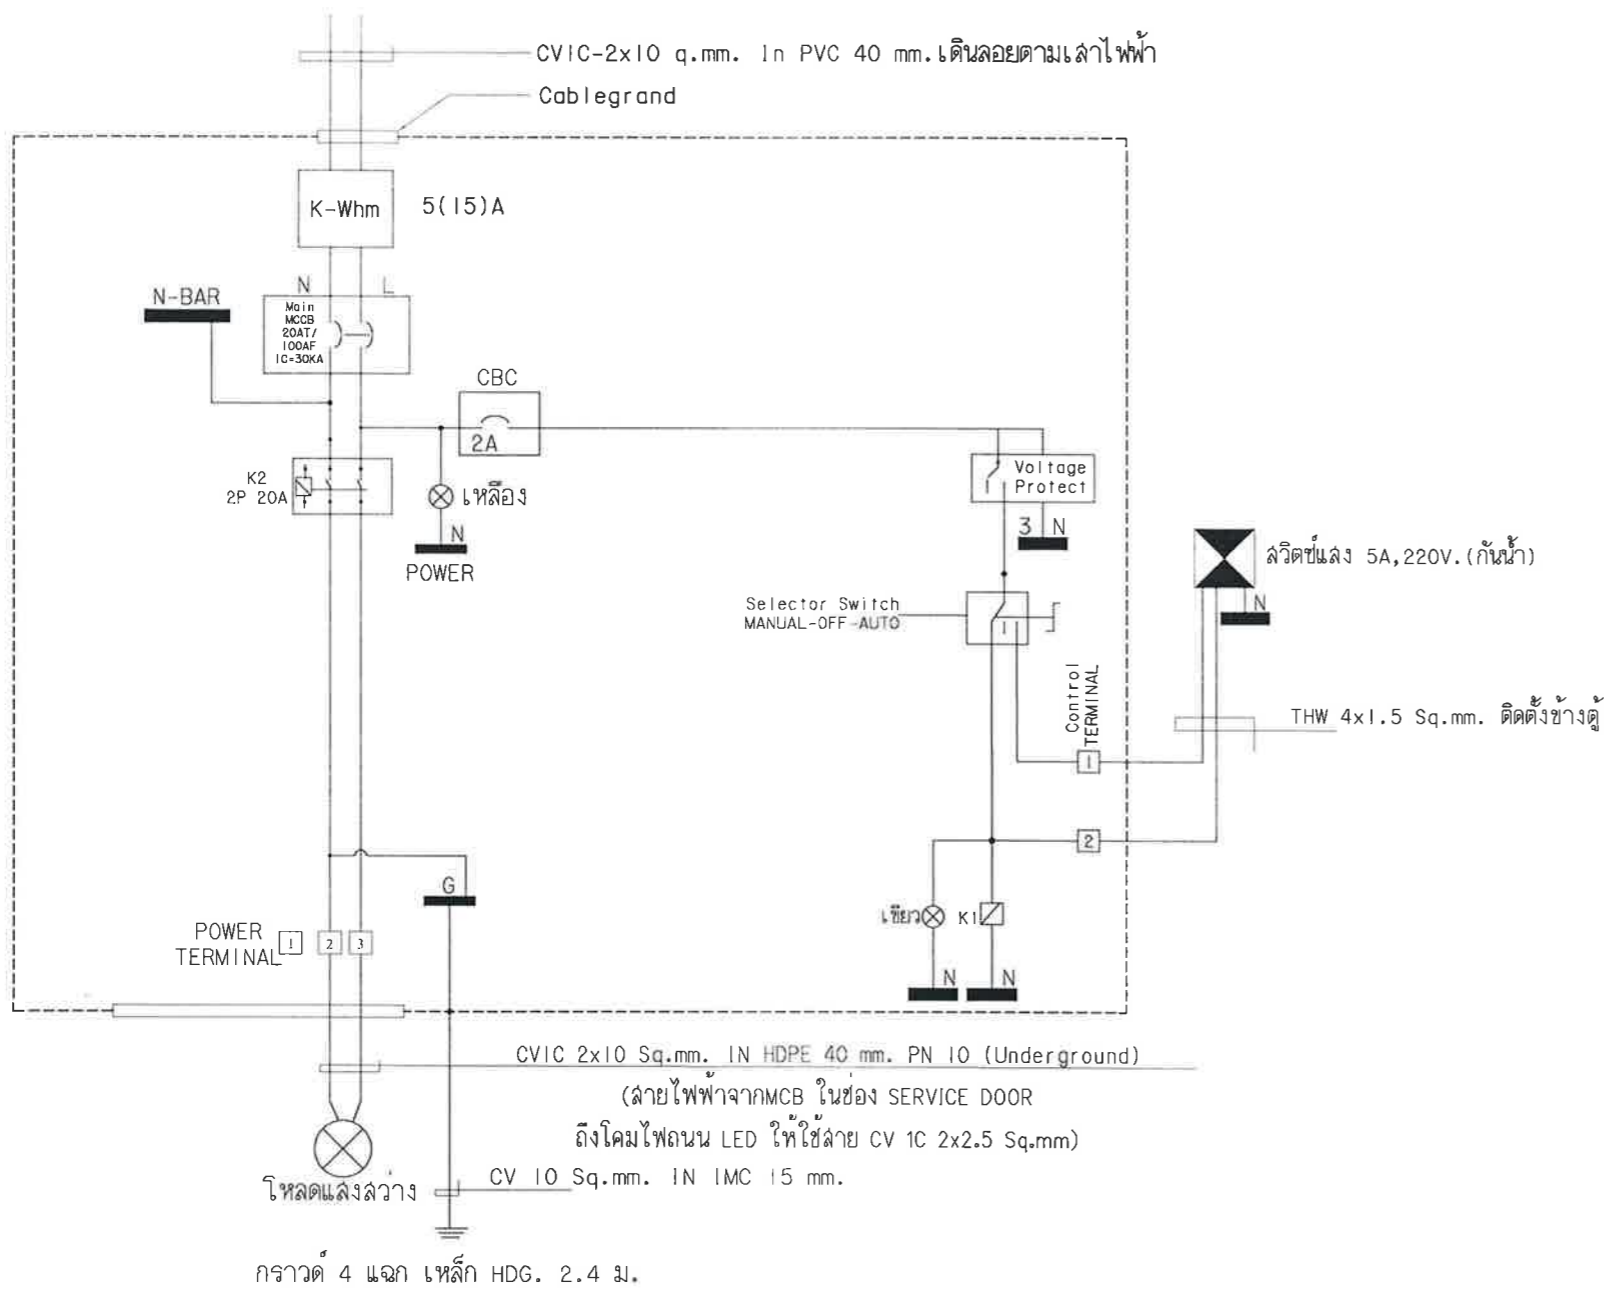 CVIC-2x10 q.mm. In PVC 40 mm.เดินลอยตามเสาไฟฟ้า
Cablegrand
K-Whm
5(15)A
N L
N-BAR
Main
MCCB
20AT/
100AF
IC=30KA
CBC
2A
K2
2P 20A
เหลือง
N
POWER
Voltage
Protect
3 N
สวิตช์แสง 5A,220V.(กันน้ำ)
N
Selector Switch
MANUAL-OFF-AUTO
Control
TERMINAL
THW 4x1.5 Sq.mm. ติดตั้งข้างตู้
1
2
G
เขียว
K1
POWER
TERMINAL
1 2 3
N N
CVIC 2x10 Sq.mm. IN HDPE 40 mm. PN 10 (Underground)
(สายไฟฟ้าจากMCB ในช่อง SERVICE DOOR
ถึงโคมไฟถนน LED ให้ใช้สาย CV 1C 2x2.5 Sq.mm)
CV 10 Sq.mm. IN IMC 15 mm.
โหลดแสงสว่าง
กราวด์ 4 แฉก เหล็ก HDG. 2.4 ม.